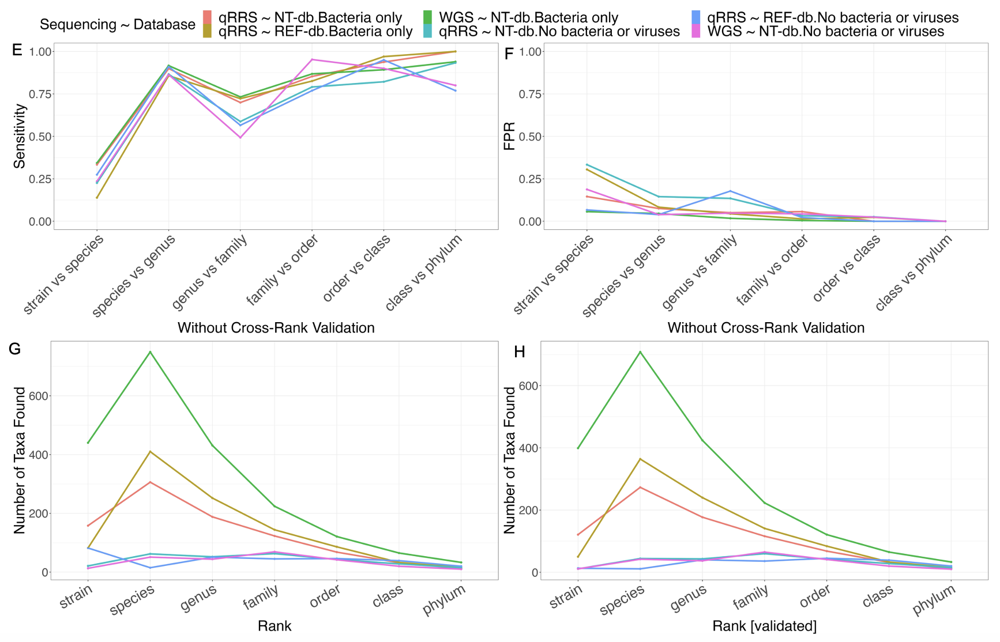 Sequencing ~ Database
qRRS ~ NT-db.Bacteria only
WGS ~ NT-db.Bacteria only
qRRS ~ REF-db.No bacteria or viruses
qRRS ~ REF-db.Bacteria only
qRRS ~ NT-db.No bacteria or viruses
WGS ~ NT-db.No bacteria or viruses
E
Sensitivity
1.00
0.75
0.50
0.25
0.00
strain vs species
species vs genus
genus vs family
family vs order
order vs class
class vs phylum
Without Cross-Rank Validation
F
FPR
1.00
0.75
0.50
0.25
0.00
strain vs species
species vs genus
genus vs family
family vs order
order vs class
class vs phylum
Without Cross-Rank Validation
G
Number of Taxa Found
600
400
200
0
strain
species
genus
family
order
class
phylum
Rank
H
Number of Taxa Found
600
400
200
0
strain
species
genus
family
order
class
phylum
Rank [validated]